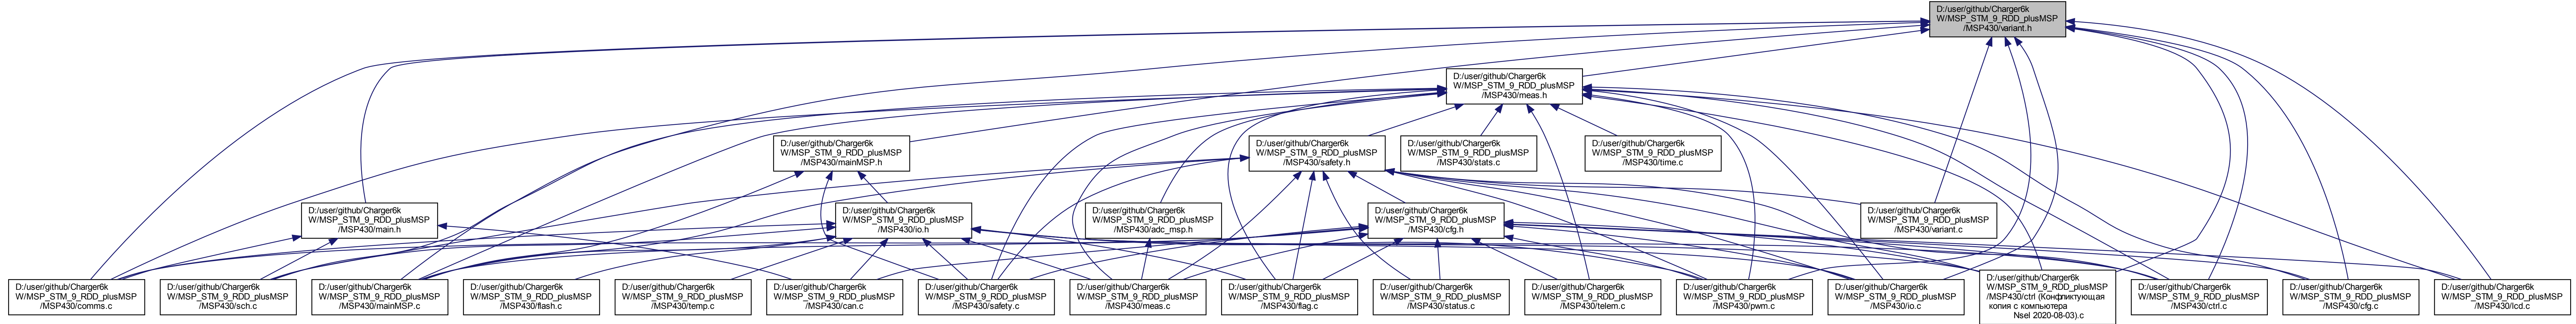 D:/user/github/Charger6k
W/MSP_STM_9_RDD_plusMSP
/MSP430/variant.h
D:/user/github/Charger6k
W/MSP_STM_9_RDD_plusMSP
/MSP430/meas.h
D:/user/github/Charger6k
W/MSP_STM_9_RDD_plusMSP
/MSP430/mainMSP.h
D:/user/github/Charger6k
W/MSP_STM_9_RDD_plusMSP
/MSP430/safety.h
D:/user/github/Charger6k
W/MSP_STM_9_RDD_plusMSP
/MSP430/stats.c
D:/user/github/Charger6k
W/MSP_STM_9_RDD_plusMSP
/MSP430/time.c
D:/user/github/Charger6k
W/MSP_STM_9_RDD_plusMSP
/MSP430/main.h
D:/user/github/Charger6k
W/MSP_STM_9_RDD_plusMSP
/MSP430/io.h
D:/user/github/Charger6k
W/MSP_STM_9_RDD_plusMSP
/MSP430/adc_msp.h
D:/user/github/Charger6k
W/MSP_STM_9_RDD_plusMSP
/MSP430/cfg.h
D:/user/github/Charger6k
W/MSP_STM_9_RDD_plusMSP
/MSP430/variant.c
D:/user/github/Charger6k
W/MSP_STM_9_RDD_plusMSP
/MSP430/comms.c
D:/user/github/Charger6k
W/MSP_STM_9_RDD_plusMSP
/MSP430/sch.c
D:/user/github/Charger6k
W/MSP_STM_9_RDD_plusMSP
/MSP430/mainMSP.c
D:/user/github/Charger6k
W/MSP_STM_9_RDD_plusMSP
/MSP430/flash.c
D:/user/github/Charger6k
W/MSP_STM_9_RDD_plusMSP
/MSP430/temp.c
D:/user/github/Charger6k
W/MSP_STM_9_RDD_plusMSP
/MSP430/can.c
D:/user/github/Charger6k
W/MSP_STM_9_RDD_plusMSP
/MSP430/safety.c
D:/user/github/Charger6k
W/MSP_STM_9_RDD_plusMSP
/MSP430/meas.c
D:/user/github/Charger6k
W/MSP_STM_9_RDD_plusMSP
/MSP430/flag.c
D:/user/github/Charger6k
W/MSP_STM_9_RDD_plusMSP
/MSP430/status.c
D:/user/github/Charger6k
W/MSP_STM_9_RDD_plusMSP
/MSP430/telem.c
D:/user/github/Charger6k
W/MSP_STM_9_RDD_plusMSP
/MSP430/pwm.c
D:/user/github/Charger6k
W/MSP_STM_9_RDD_plusMSP
/MSP430/io.c
D:/user/github/Charger6k
W/MSP_STM_9_RDD_plusMSP
/MSP430/ctrl (Конфликтующая
копия с компьютера
Nsel 2020-08-03).c
D:/user/github/Charger6k
W/MSP_STM_9_RDD_plusMSP
/MSP430/ctrl.c
D:/user/github/Charger6k
W/MSP_STM_9_RDD_plusMSP
/MSP430/cfg.c
D:/user/github/Charger6k
W/MSP_STM_9_RDD_plusMSP
/MSP430/lcd.c